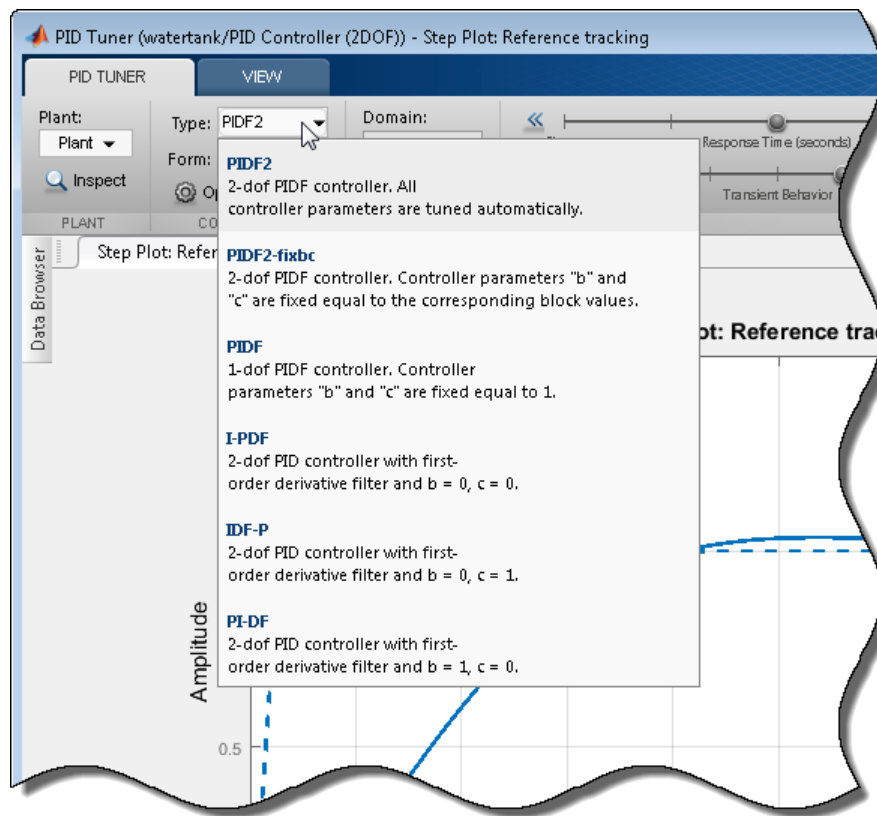 PID Tuner (watertank/PID Controller (2DOF)) - Step Plot: Reference tracking
PID TUNER
VIEW
Plant:
Plant
Inspect
PLANT
Type: PIDF2
Form:
Domain:
Response Time (seconds)
Transient Behavior
Data Browser
Step Plot: Refer
PIDF2
2-dof PIDF controller. All
controller parameters are tuned automatically.
PIDF2-fixbc
2-dof PIDF controller. Controller parameters "b" and
"c" are fixed equal to the corresponding block values.
PIDF
1-dof PIDF controller. Controller
parameters "b" and "c" are fixed equal to 1.
I-PDF
2-dof PID controller with first-
order derivative filter and b = 0, c = 0.
IDF-P
2-dof PID controller with first-
order derivative filter and b = 0, c = 1.
PI-DF
2-dof PID controller with first-
order derivative filter and b = 1, c = 0.
ot: Reference tra
Amplitude
0.5